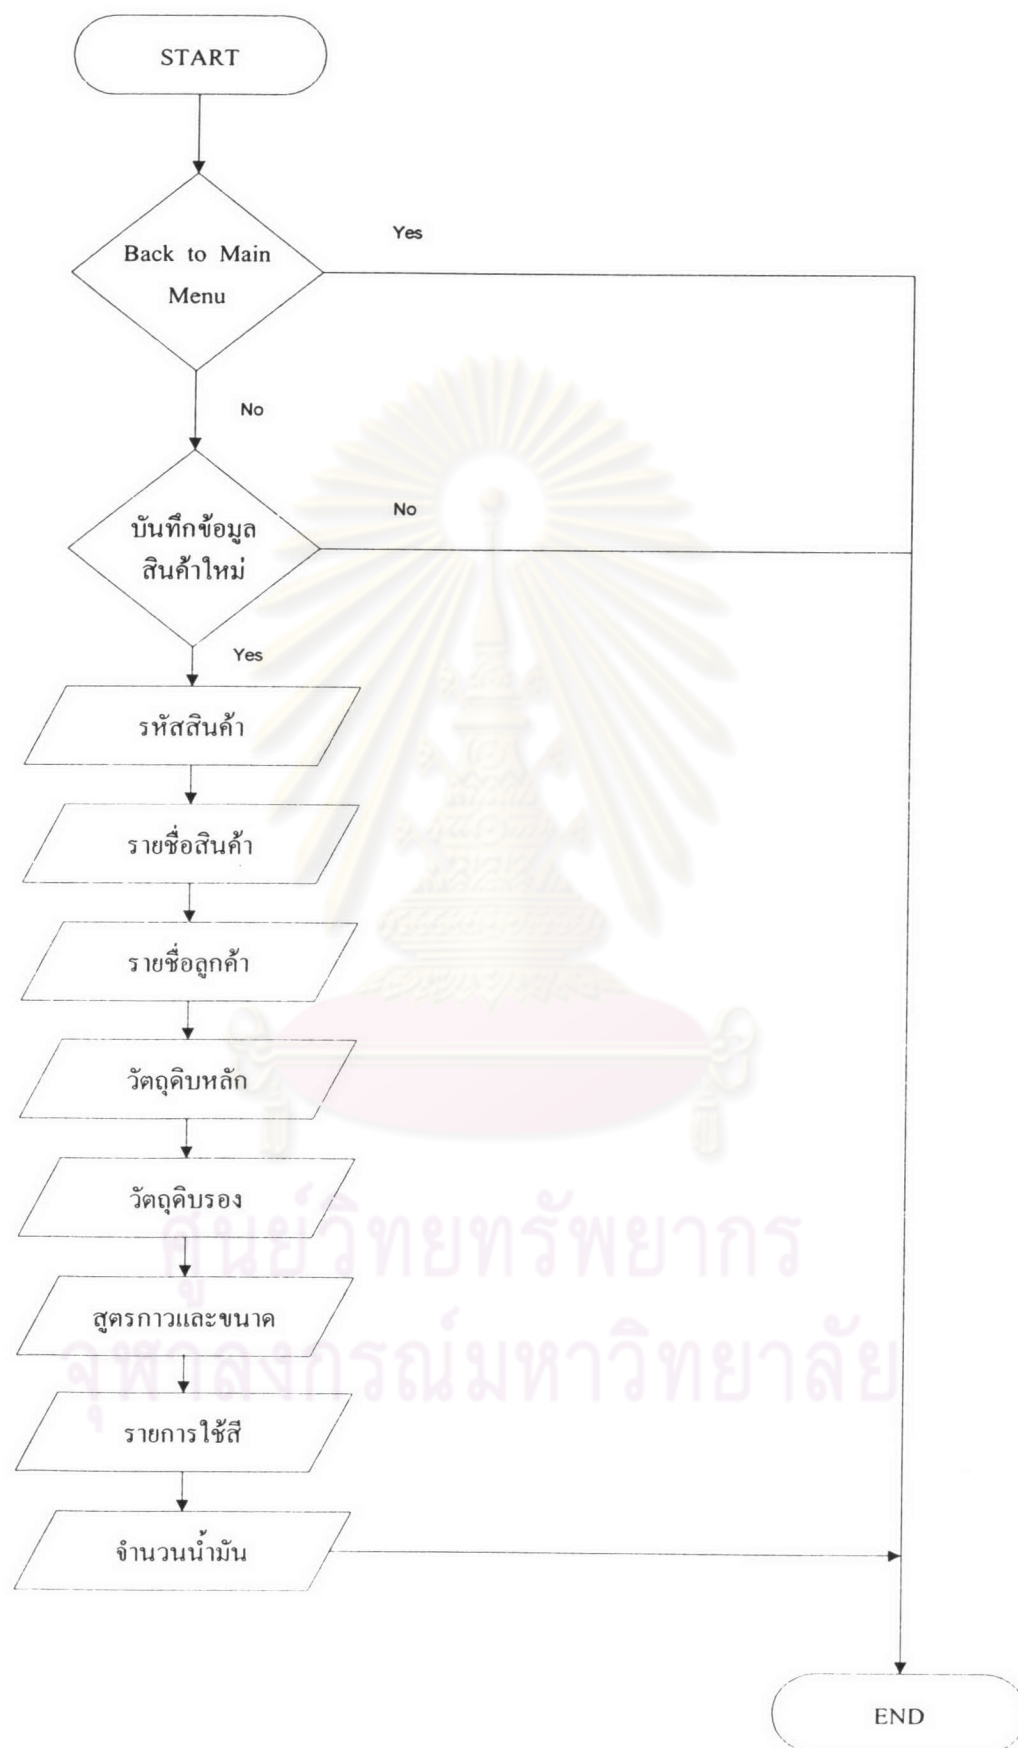 START
Back to Main
Menu
Yes
No
บันทึกข้อมูล
สินค้าใหม่
No
Yes
รหัสสินค้า
รายชื่อสินค้า
รายชื่อลูกค้า
วัตถุดิบหลัก
วัตถุดิบรอง
ศูนย์วิทยทรัพยากร
สูตรกาวและขนาด
จุฬาลงกรณ์มหาวิทยาลัย
รายการใช้สี
จำนวนน้ำมัน
END